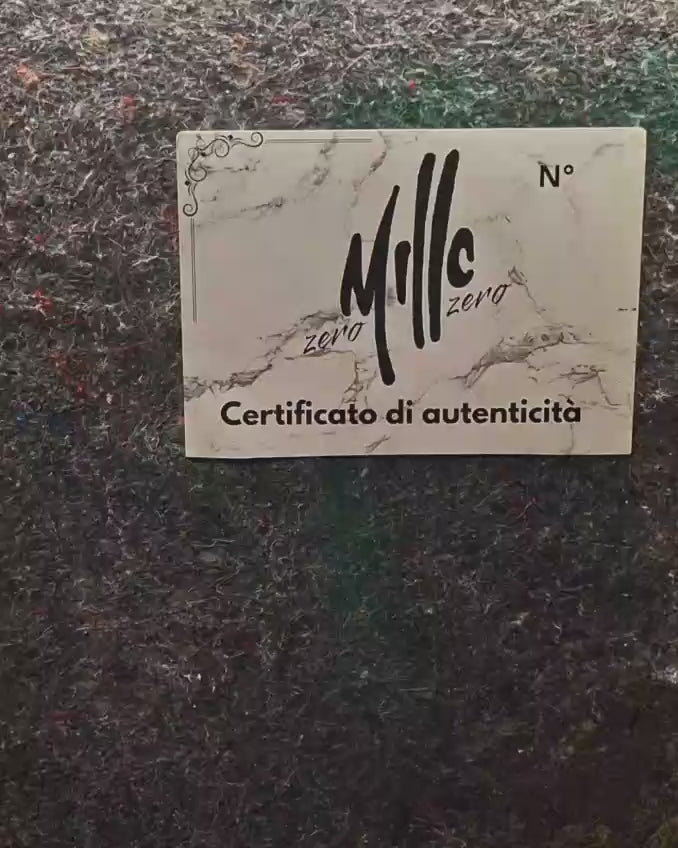 N°
Mille
zero zero
Certificato di autenticità